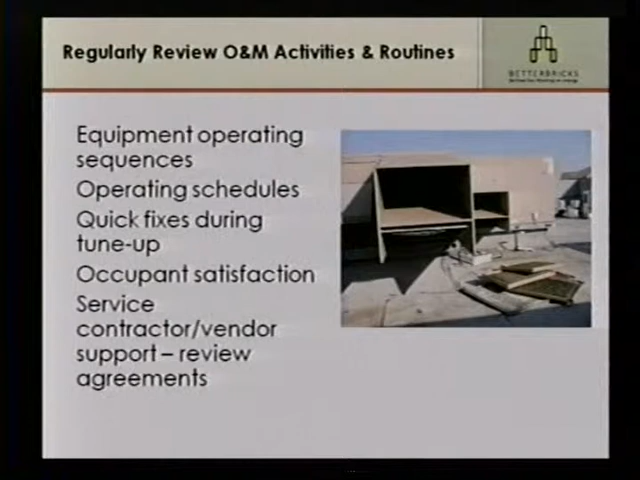 Regularly Review O&M Activities & Routines
BETTERBRICKS
Equipment operating
sequences
Operating schedules
Quick fixes during
tune-up
Occupant satisfaction
Service
contractor/vendor
support – review
agreements